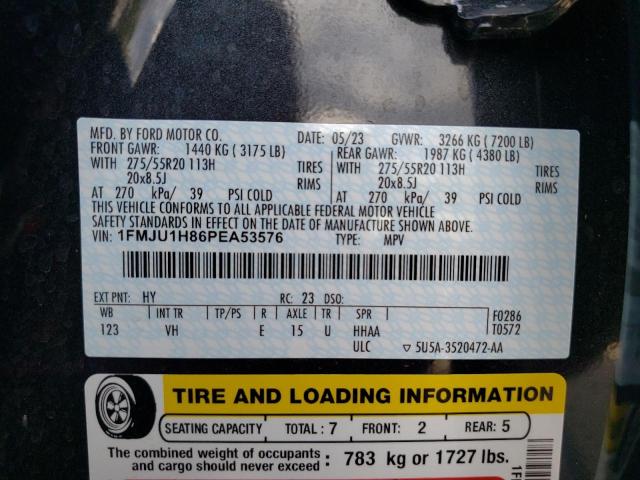 MFD. BY FORD MOTOR CO. DATE: 05/23 GVWR: 3266 KG ( 7200 LB)
FRONT GAWR: 1440 KG ( 3175 LB) REAR GAWR: 1987 KG ( 4380 LB)
WITH 275/55R20 113H TIRES WITH 275/55R20 113H TIRES
20x8.5J RIMS 20x8.5J RIMS
AT 270 kPa/ 39 PSI COLD AT 270 kPa/ 39 PSI COLD
THIS VEHICLE CONFORMS TO ALL APPLICABLE FEDERAL MOTOR VEHICLE
SAFETY STANDARDS IN EFFECT ON THE DATE OF MANUFACTURE SHOWN ABOVE.
VIN: 1FMJU1H86PEA53576 TYPE: MPV
EXT PNT: HY RC: 23 DSO:
WB INT TR TP/PS R AXLE TR SPR F0286
123 VH E 15 U HHAA T0572
ULC ▽ 5U5A-3520472-AA
TIRE AND LOADING INFORMATION
SEATING CAPACITY TOTAL : 7 FRONT: 2 REAR: 5
The combined weight of occupants
and cargo should never exceed : 783 kg or 1727 lbs.